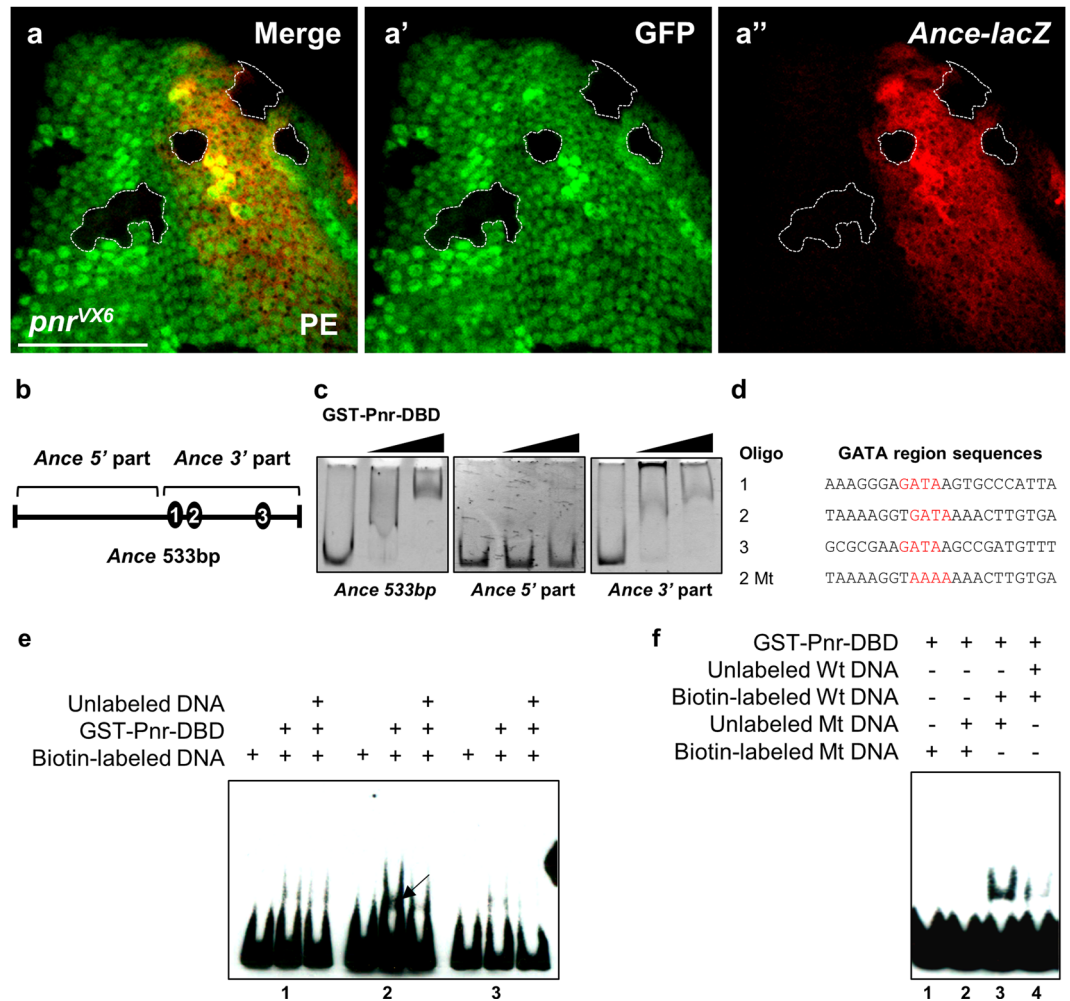 a Merge
a' GFP
a'' Ance-lacZ
pnrVX6 PE
b
Ance 5' part Ance 3' part
1 2 3
Ance 533bp
c
GST-Pnr-DBD
Ance 533bp Ance 5' part Ance 3' part
d
Oligo GATA region sequences
1 AAAGGGAGATAAGTGCCCATTA
2 TAAAAGGTGATAAAACTTGTGA
3 GCGCGAAGATAAGCCGATGTTT
2 Mt TAAAAGGTAAAAAAACTTGTGA
e
Unlabeled DNA + + +
GST-Pnr-DBD + + + + + +
Biotin-labeled DNA + + + + + + + + +
1 2 3
f
GST-Pnr-DBD + + + +
Unlabeled Wt DNA - - - +
Biotin-labeled Wt DNA - - + +
Unlabeled Mt DNA - + + -
Biotin-labeled Mt DNA + + - -
1 2 3 4